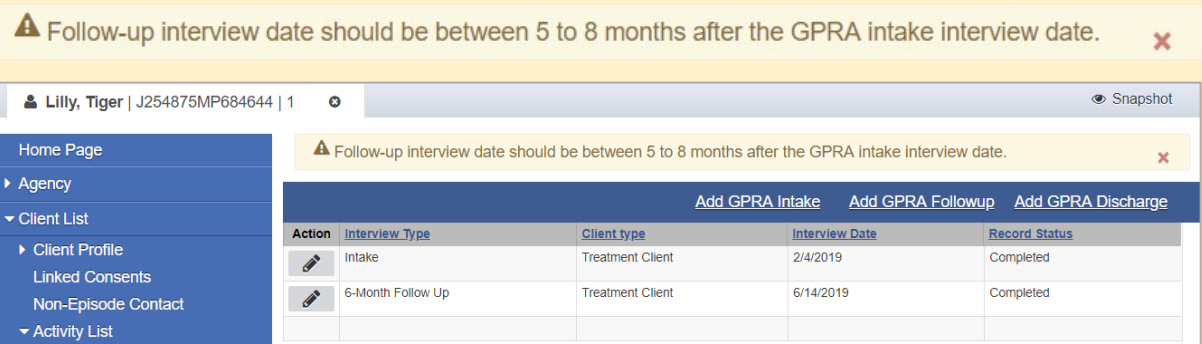 Follow-up interview date should be between 5 to 8 months after the GPRA intake interview date.
Lilly, Tiger | J254875MP684644 | 1
Snapshot
Home Page
Agency
Client List
Client Profile
Linked Consents
Non-Episode Contact
Activity List
Follow-up interview date should be between 5 to 8 months after the GPRA intake interview date.
Add GPRA Intake Add GPRA Followup Add GPRA Discharge
Action Interview Type Client type Interview Date Record Status
Intake Treatment Client 2/4/2019 Completed
6-Month Follow Up Treatment Client 6/14/2019 Completed